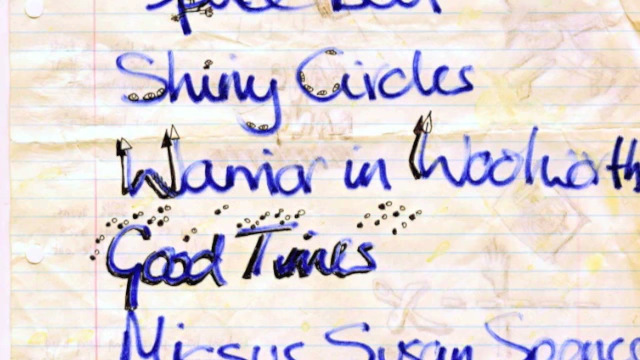 Shiny Circles
Warrior in Woolworth
Good Times
Missus Susan